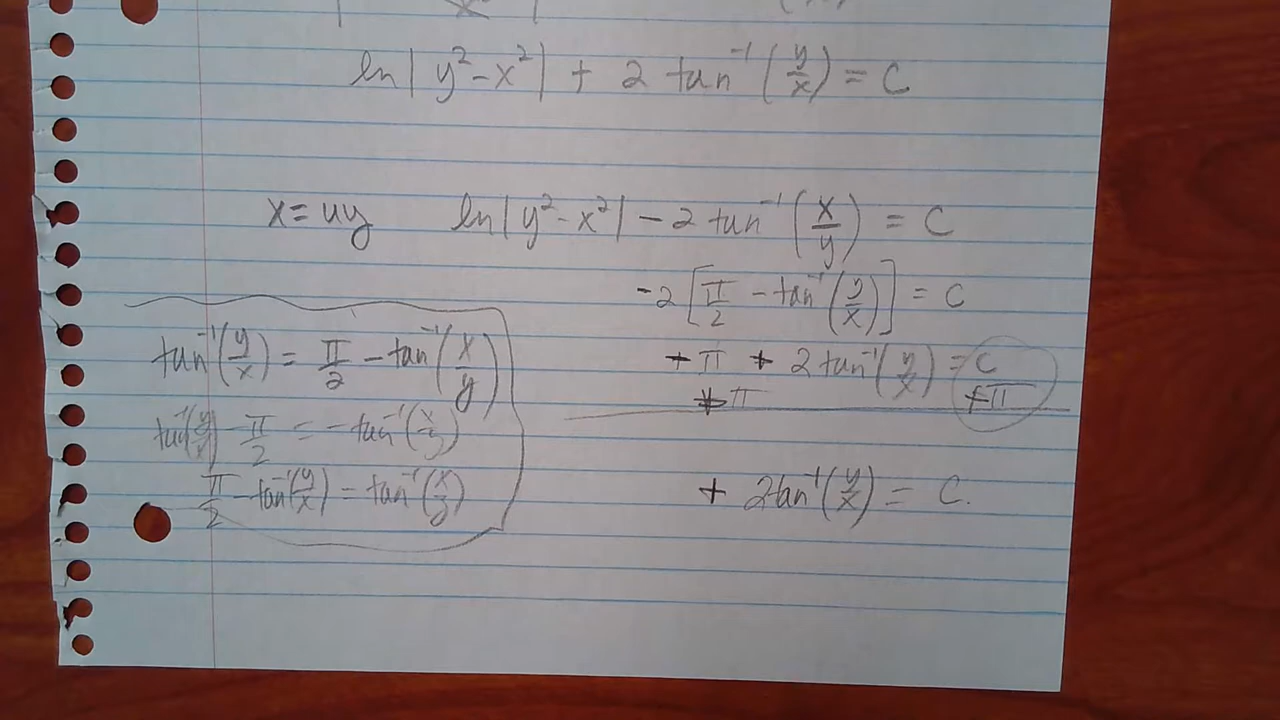 ln|y²-x²| + 2 tan⁻¹(y/x) = C
x = uy ln|y²-x²| - 2 tan⁻¹(x/y) = C
-2[π/2 - tan⁻¹(y/x)] = C
tan⁻¹(y/x) = π/2 - tan⁻¹(x/y)
-π + 2 tan⁻¹(y/x) = C
+π +π
tan⁻¹(y/x) - π/2 = -tan⁻¹(x/y)
π/2 - tan⁻¹(y/x) = tan⁻¹(x/y)
+ 2tan⁻¹(y/x) = C.